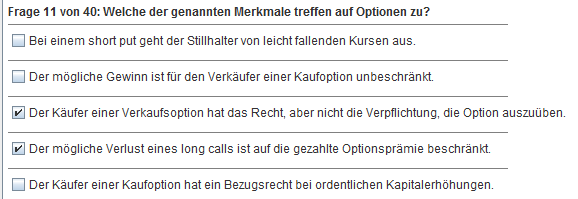 Frage 11 von 40: Welche der genannten Merkmale treffen auf Optionen zu?
Bei einem short put geht der Stillhalter von leicht fallenden Kursen aus.
Der mögliche Gewinn ist für den Verkäufer einer Kaufoption unbeschränkt.
Der Käufer einer Verkaufsoption hat das Recht, aber nicht die Verpflichtung, die Option auszuüben.
Der mögliche Verlust eines long calls ist auf die gezahlte Optionsprämie beschränkt.
Der Käufer einer Kaufoption hat ein Bezugsrecht bei ordentlichen Kapitalerhöhungen.